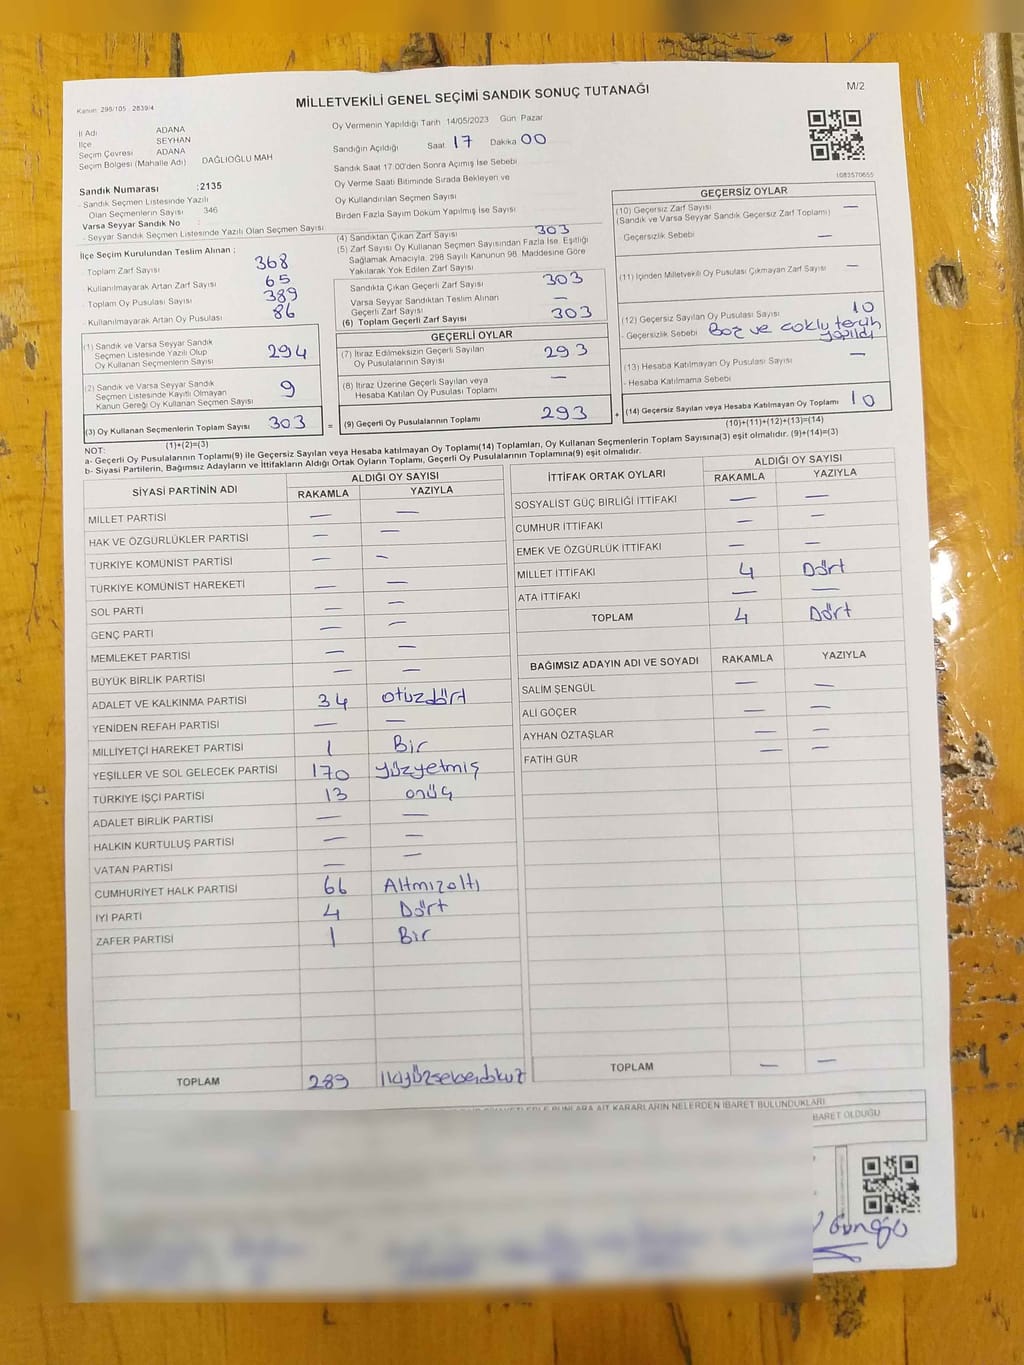 Kanun: 298/105 , 2839/4
MİLLETVEKİLİ GENEL SEÇİMİ SANDIK SONUÇ TUTANAĞI
M/2
İl Adı ADANA
İlçe SEYHAN
Seçim Çevresi ADANA
Seçim Bölgesi (Mahalle Adı) DAĞLIOĞLU MAH
Sandık Numarası :2135
- Sandık Seçmen Listesinde Yazılı
Olan Seçmenlerin Sayısı 346
Varsa Seyyar Sandık No :
- Seyyar Sandık Seçmen Listesinde Yazılı Olan Seçmen Sayısı
İlçe Seçim Kurulundan Teslim Alınan ;
- Toplam Zarf Sayısı 368
- Kullanılmayarak Artan Zarf Sayısı 65
- Toplam Oy Pusulası Sayısı 389
- Kullanılmayarak Artan Oy Pusulası 86
(1) Sandık ve Varsa Seyyar Sandık
Seçmen Listesinde Yazılı Olup
Oy Kullanan Seçmenlerin Sayısı 294
(2) Sandık ve Varsa Seyyar Sandık
Seçmen Listesinde Kayıtlı Olmayan
Kanun Gereği Oy Kullanan Seçmen Sayısı 9
(3) Oy Kullanan Seçmenlerin Toplam Sayısı 303
(1)+(2)=(3)
Oy Vermenin Yapıldığı Tarih 14/05/2023 Gün Pazar
Sandığın Açıldığı Saat 17 Dakika 00
Sandık Saat 17:00'den Sonra Açılmış İse Sebebi
Oy Verme Saati Bitiminde Sırada Bekleyen ve
Oy Kullandırılan Seçmen Sayısı
Birden Fazla Sayım Döküm Yapılmış İse Sayısı
(4) Sandıktan Çıkan Zarf Sayısı 303
(5) Zarf Sayısı Oy Kullanan Seçmen Sayısından Fazla İse, Eşitliği
Sağlamak Amacıyla, 298 Sayılı Kanunun 98. Maddesine Göre
Yakılarak Yok Edilen Zarf Sayısı
Sandıkta Çıkan Geçerli Zarf Sayısı 303
Varsa Seyyar Sandıktan Teslim Alınan
Geçerli Zarf Sayısı —
(6) Toplam Geçerli Zarf Sayısı 303
GEÇERLİ OYLAR
(7) İtiraz Edilmeksizin Geçerli Sayılan
Oy Pusulalarının Sayısı 293
(8) İtiraz Üzerine Geçerli Sayılan veya
Hesaba Katılan Oy Pusulası Toplamı —
= (9) Geçerli Oy Pusulalarının Toplamı 293 +
1083570655
GEÇERSİZ OYLAR
(10) Geçersiz Zarf Sayısı —
(Sandık ve Varsa Seyyar Sandık Geçersiz Zarf Toplamı)
- Geçersizlik Sebebi —
(11) İçinden Milletvekili Oy Pusulası Çıkmayan Zarf Sayısı —
(12) Geçersiz Sayılan Oy Pusulası Sayısı 10
- Geçersizlik Sebebi Boz ve çoklu tercih
yapıldı
(13) Hesaba Katılmayan Oy Pusulası Sayısı —
- Hesaba Katılmama Sebebi
(14) Geçersiz Sayılan veya Hesaba Katılmayan Oy Toplamı 10
(10)+(11)+(12)+(13)=(14)
NOT:
a- Geçerli Oy Pusulalarının Toplamı(9) ile Geçersiz Sayılan veya Hesaba katılmayan Oy Toplamı(14) Toplamları, Oy Kullanan Seçmenlerin Toplam Sayısına(3) eşit olmalıdır. (9)+(14)=(3)
b- Siyasi Partilerin, Bağımsız Adayların ve İttifakların Aldığı Ortak Oyların Toplamı, Geçerli Oy Pusulalarının Toplamına(9) eşit olmalıdır.
SİYASİ PARTİNİN ADI ALDIĞI OY SAYISI
RAKAMLA YAZIYLA
MİLLET PARTİSİ — —
HAK VE ÖZGÜRLÜKLER PARTİSİ — —
TÜRKİYE KOMÜNİST PARTİSİ — —
TÜRKİYE KOMÜNİST HAREKETİ — —
SOL PARTİ — —
GENÇ PARTİ — —
MEMLEKET PARTİSİ — —
BÜYÜK BİRLİK PARTİSİ — —
ADALET VE KALKINMA PARTİSİ 34 otuzdört
YENİDEN REFAH PARTİSİ — —
MİLLİYETÇİ HAREKET PARTİSİ 1 Bir
YEŞİLLER VE SOL GELECEK PARTİSİ 170 yüzyetmiş
TÜRKİYE İŞÇİ PARTİSİ 13 onüç
ADALET BİRLİK PARTİSİ — —
HALKIN KURTULUŞ PARTİSİ — —
VATAN PARTİSİ — —
CUMHURİYET HALK PARTİSİ 66 Altmızaltı
İYİ PARTİ 4 Dört
ZAFER PARTİSİ 1 Bir
TOPLAM 289
İTTİFAK ORTAK OYLARI ALDIĞI OY SAYISI
RAKAMLA YAZIYLA
SOSYALİST GÜÇ BİRLİĞİ İTTİFAKI — —
CUMHUR İTTİFAKI — —
EMEK VE ÖZGÜRLÜK İTTİFAKI — —
MİLLET İTTİFAKI 4 Dört
ATA İTTİFAKI — —
TOPLAM 4 Dört
BAĞIMSIZ ADAYIN ADI VE SOYADI RAKAMLA YAZIYLA
SALİM ŞENGÜL — —
ALİ GÖÇER — —
AYHAN ÖZTAŞLAR — —
FATİH GÜR — —
TOPLAM — —
BUNLARA AİT KARARLARIN NELERDEN İBARET BULUNDUKLARI
İBARET OLDUĞU